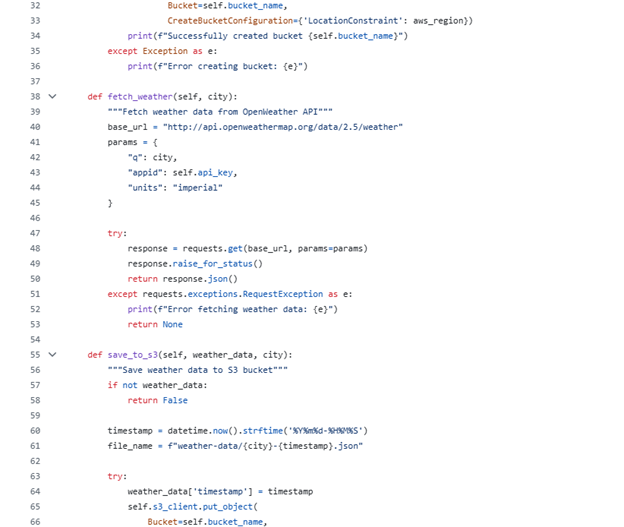 32 Bucket=self.bucket_name,
33 CreateBucketConfiguration={'LocationConstraint': aws_region})
34 print(f"Successfully created bucket {self.bucket_name}")
35 except Exception as e:
36 print(f"Error creating bucket: {e}")
37
38 def fetch_weather(self, city):
39 """Fetch weather data from OpenWeather API"""
40 base_url = "http://api.openweathermap.org/data/2.5/weather"
41 params = {
42 "q": city,
43 "appid": self.api_key,
44 "units": "imperial"
45 }
46
47 try:
48 response = requests.get(base_url, params=params)
49 response.raise_for_status()
50 return response.json()
51 except requests.exceptions.RequestException as e:
52 print(f"Error fetching weather data: {e}")
53 return None
54
55 def save_to_s3(self, weather_data, city):
56 """Save weather data to S3 bucket"""
57 if not weather_data:
58 return False
59
60 timestamp = datetime.now().strftime('%Y%m%d-%H%M%S')
61 file_name = f"weather-data/{city}-{timestamp}.json"
62
63 try:
64 weather_data['timestamp'] = timestamp
65 self.s3_client.put_object(
66 Bucket=self.bucket_name,